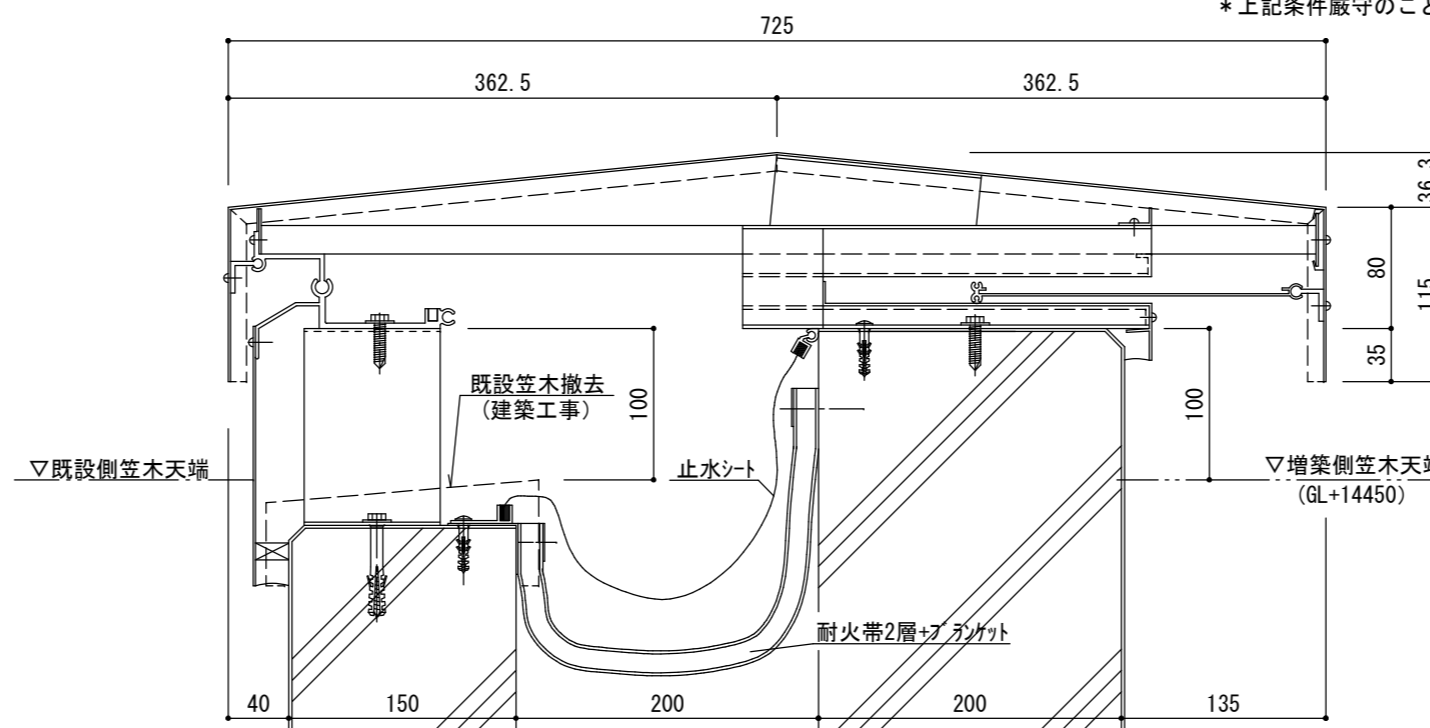 *上記条件厳守のこと
725
362.5
362.5
36.3
80
115
35
既設笠木撤去
(建築工事)
100
100
▽既設側笠木天端
止水シート
▽増築側笠木天端
(GL+14450)
耐火帯2層+ブランケット
40
150
200
200
135